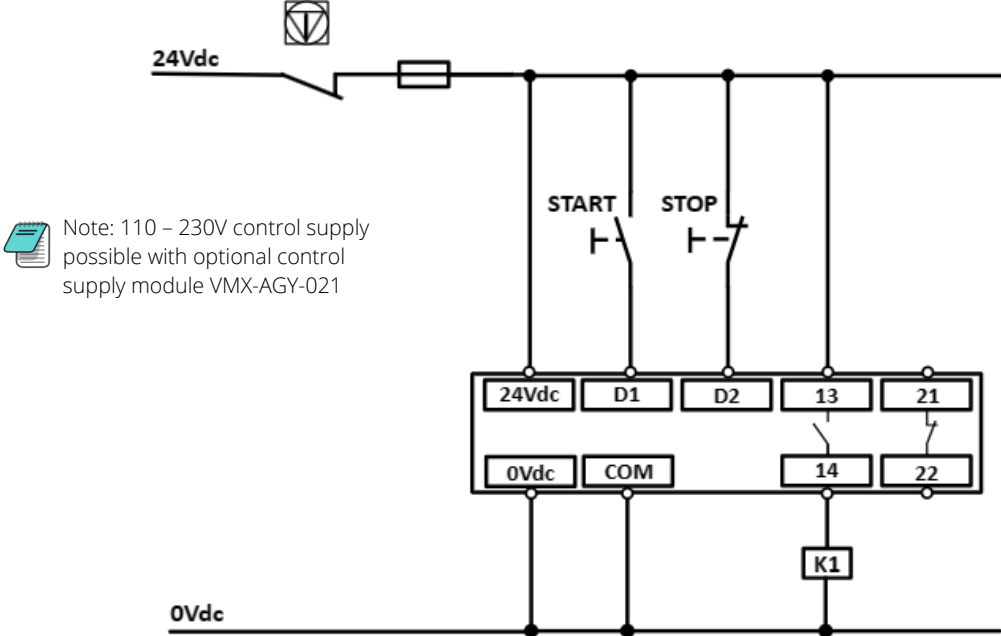 24Vdc
START STOP
Note: 110 – 230V control supply
possible with optional control
supply module VMX-AGY-021
24Vdc D1 D2 13 21
0Vdc COM 14 22
K1
0Vdc